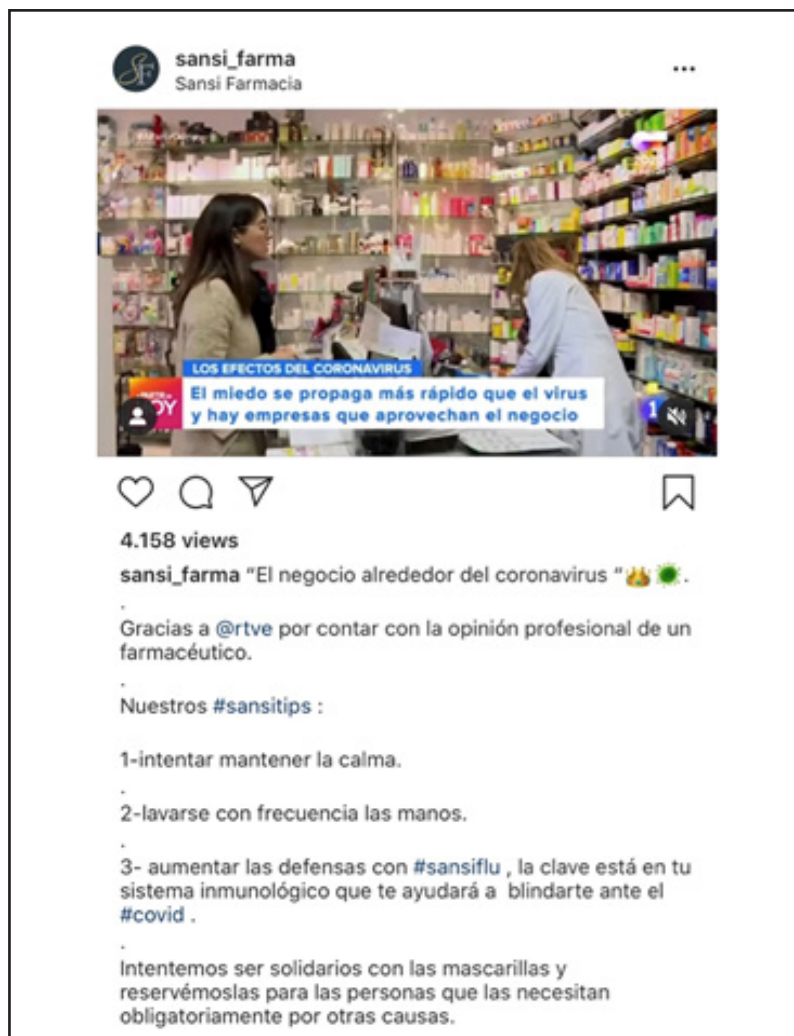 sansi_farma
Sansi Farmacia
LOS EFECTOS DEL CORONAVIRUS
El miedo se propaga más rápido que el virus
y hay empresas que aprovechan el negocio
4.158 views
sansi_farma "El negocio alrededor del coronavirus "👑🦠.
.
Gracias a @rtve por contar con la opinión profesional de un
farmacéutico.
.
Nuestros #sansitips :
1-intentar mantener la calma.
.
2-lavarse con frecuencia las manos.
.
3- aumentar las defensas con #sansiflu , la clave está en tu
sistema inmunológico que te ayudará a blindarte ante el
#covid .
.
Intentemos ser solidarios con las mascarillas y
reservémoslas para las personas que las necesitan
obligatoriamente por otras causas.